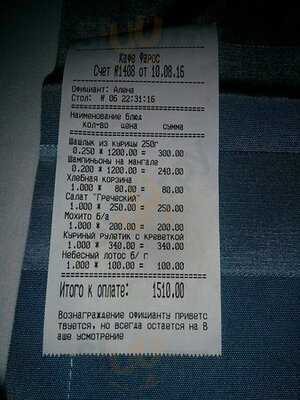 Кафе Фарос
Счет №1408 от 10.08.16
Официант: Алена
Стол: № 06 22:31:16
Наименование блюд
кол-во цена сумма
Шашлык из курицы 250г
0.250 * 1200.00 = 300.00
Шампиньоны на мангале
0.200 * 1200.00 = 240.00
Хлебная корзина
1.000 * 80.00 = 80.00
Салат "Греческий"
1.000 * 250.00 = 250.00
Мохито б/а
1.000 * 200.00 = 200.00
Куриный рулетик с креветкой
1.000 * 340.00 = 340.00
Небесный лотос б/ г
1.000 * 100.00 = 100.00
Итого к оплате: 1510.00
Вознаграждение официанту приветс
твуется, но всегда остается на В
аше усмотрение